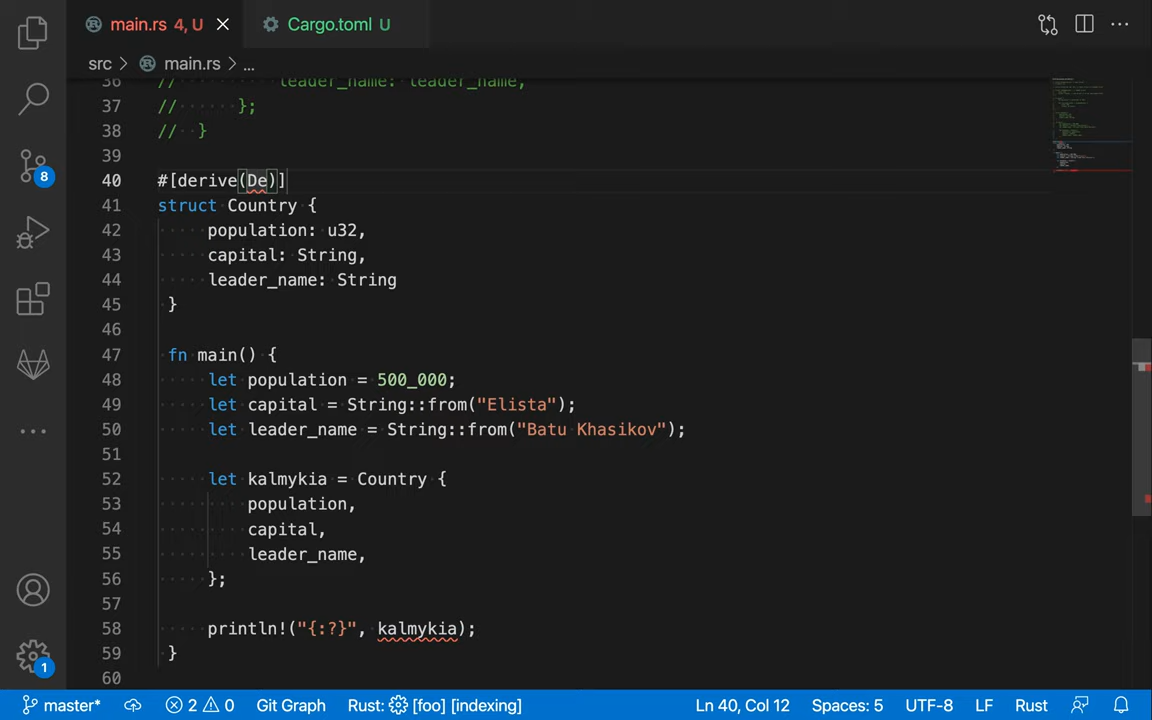 main.rs 4, U
Cargo.toml U
src > main.rs > ...
36 // leader_name: leader_name,
37 // };
38 // }
39
40 #[derive(De)]
41 struct Country {
42 population: u32,
43 capital: String,
44 leader_name: String
45 }
46
47 fn main() {
48 let population = 500_000;
49 let capital = String::from("Elista");
50 let leader_name = String::from("Batu Khasikov");
51
52 let kalmykia = Country {
53 population,
54 capital,
55 leader_name,
56 };
57
58 println!("{:?}", kalmykia);
59 }
60
8
1
master* 2 0 Git Graph Rust: [foo] [indexing] Ln 40, Col 12 Spaces: 5 UTF-8 LF Rust